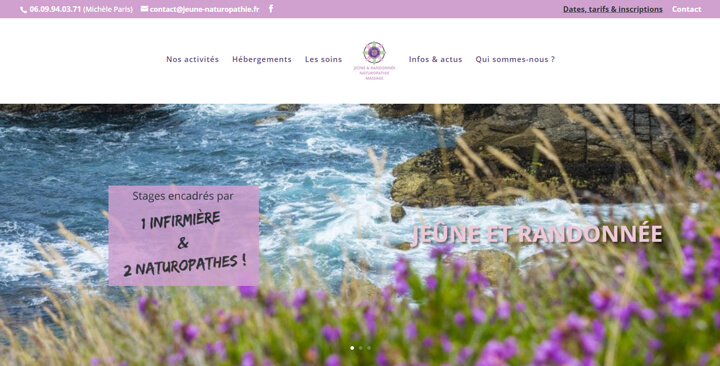 06.09.94.03.71 (Michèle Paris)
contact@jeune-naturopathie.fr
Dates, tarifs & inscriptions
Contact
Nos activités
Hébergements
Les soins
JEÛNE & RANDONNÉE
NATUROPATHIE
MASSAGE
Infos & actus
Qui sommes-nous ?
Stages encadrés par
1 INFIRMIÈRE
&
2 NATUROPATHES !
JEÛNE ET RANDONNÉE